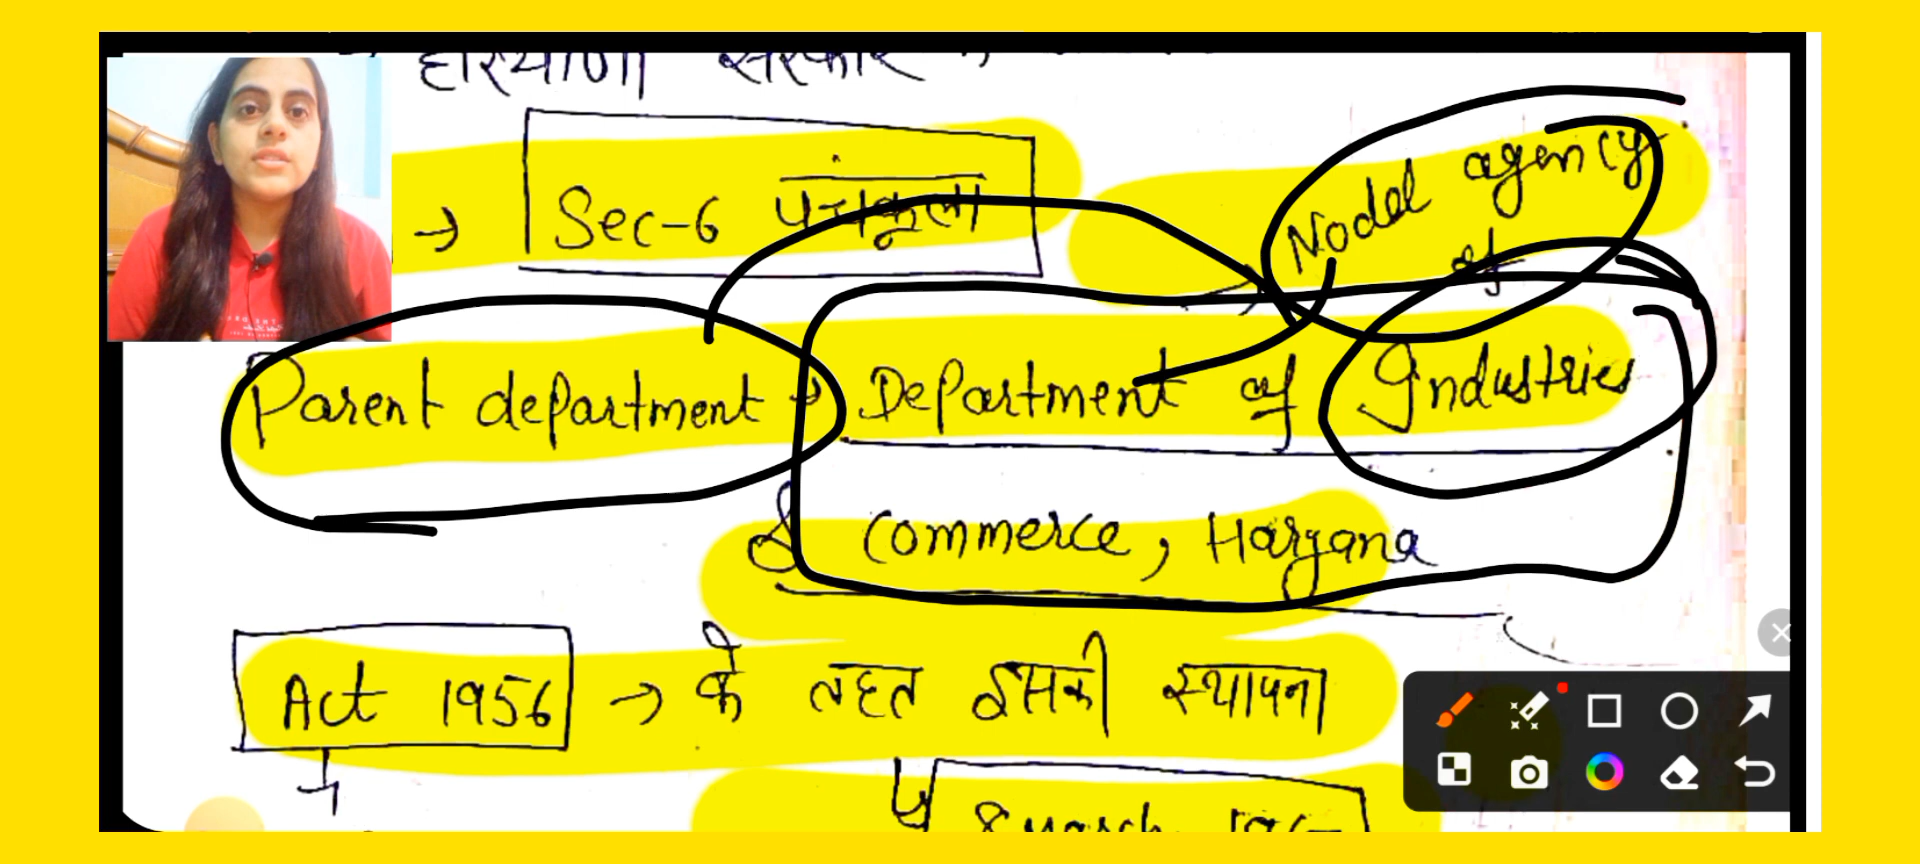 हरियाणा सरकार
→ Sec-6 पंचकूला
Nodal agency
of
Parent department → Department of Industries
& Commerce, Haryana
Act 1956 → के तहत इसकी स्थापना